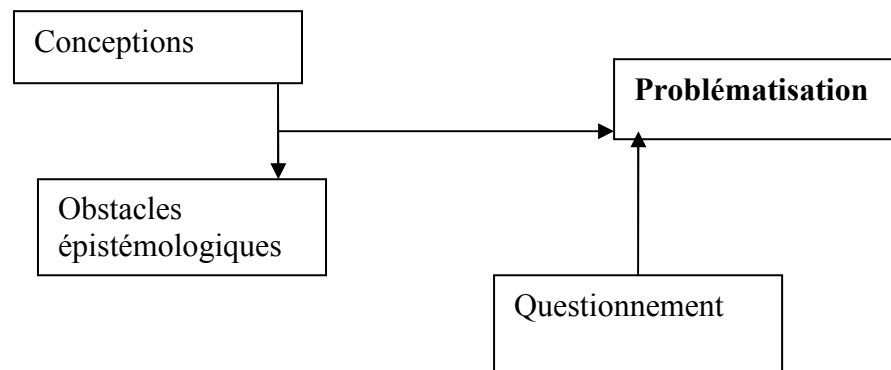 Conceptions
Problématisation
Obstacles
épistémologiques
Questionnement